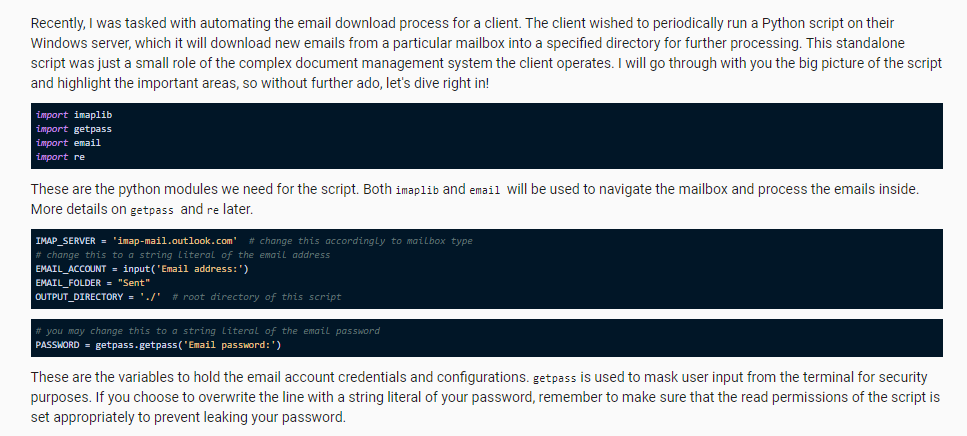 Recently, I was tasked with automating the email download process for a client. The client wished to periodically run a Python script on their
Windows server, which it will download new emails from a particular mailbox into a specified directory for further processing. This standalone
script was just a small role of the complex document management system the client operates. I will go through with you the big picture of the script
and highlight the important areas, so without further ado, let's dive right in!
import imaplib
import getpass
import email
import re
These are the python modules we need for the script. Both imaplib and email will be used to navigate the mailbox and process the emails inside.
More details on getpass and re later.
IMAP_SERVER = 'imap-mail.outlook.com' # change this accordingly to mailbox type
# change this to a string literal of the email address
EMAIL_ACCOUNT = input('Email address:')
EMAIL_FOLDER = "Sent"
OUTPUT_DIRECTORY = './' # root directory of this script
# you may change this to a string literal of the email password
PASSWORD = getpass.getpass('Email password:')
These are the variables to hold the email account credentials and configurations. getpass is used to mask user input from the terminal for security
purposes. If you choose to overwrite the line with a string literal of your password, remember to make sure that the read permissions of the script is
set appropriately to prevent leaking your password.